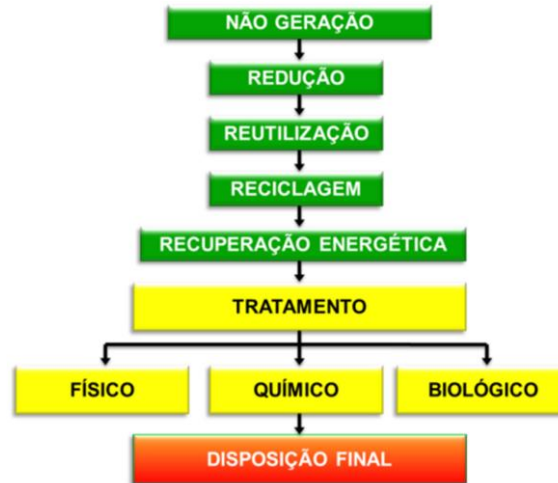 NÃO GERAÇÃO
REDUÇÃO
REUTILIZAÇÃO
RECICLAGEM
RECUPERAÇÃO ENERGÉTICA
TRATAMENTO
FÍSICO
QUÍMICO
BIOLÓGICO
DISPOSIÇÃO FINAL